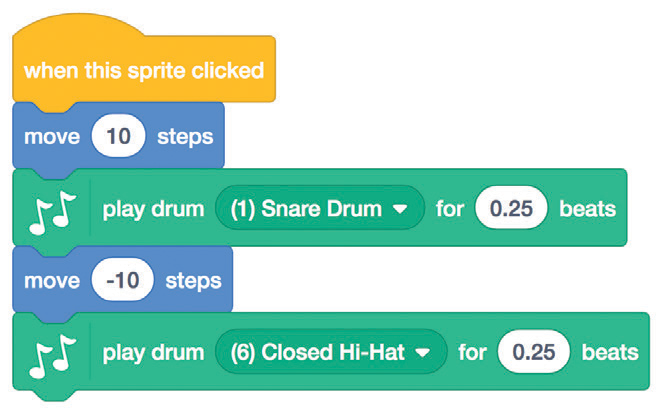 when this sprite clicked
move 10 steps
play drum (1) Snare Drum for 0.25 beats
move -10 steps
play drum (6) Closed Hi-Hat for 0.25 beats